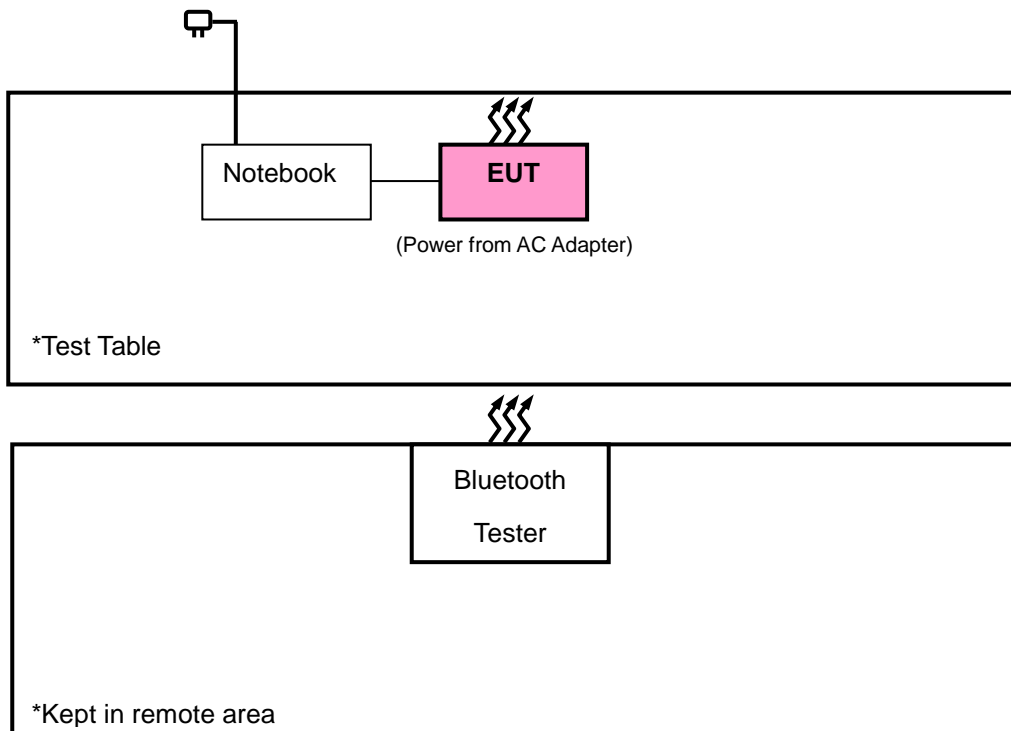 Notebook
EUT
(Power from AC Adapter)
*Test Table
Bluetooth
Tester
*Kept in remote area